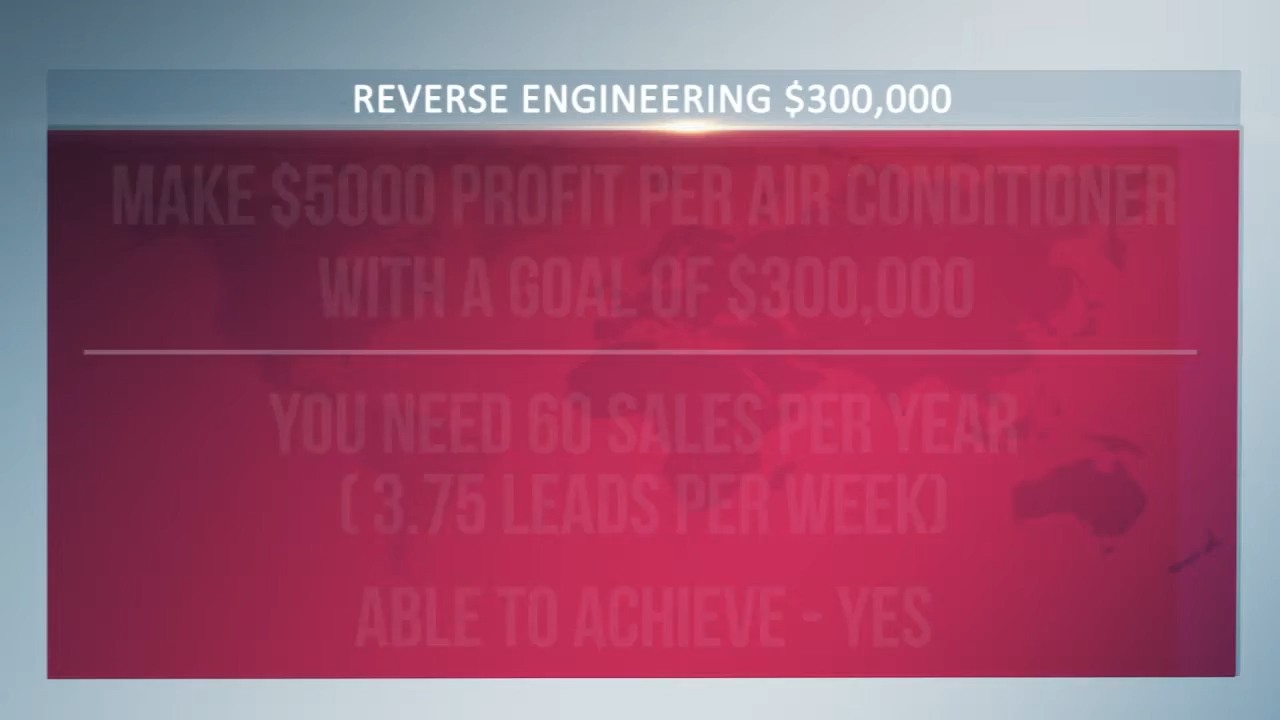 REVERSE ENGINEERING $300,000
MAKE $5000 PROFIT PER AIR CONDITIONER
WITH A GOAL OF $300,000
YOU NEED 60 SALES PER YEAR
( 3.75 LEADS PER WEEK)
ABLE TO ACHIEVE - YES